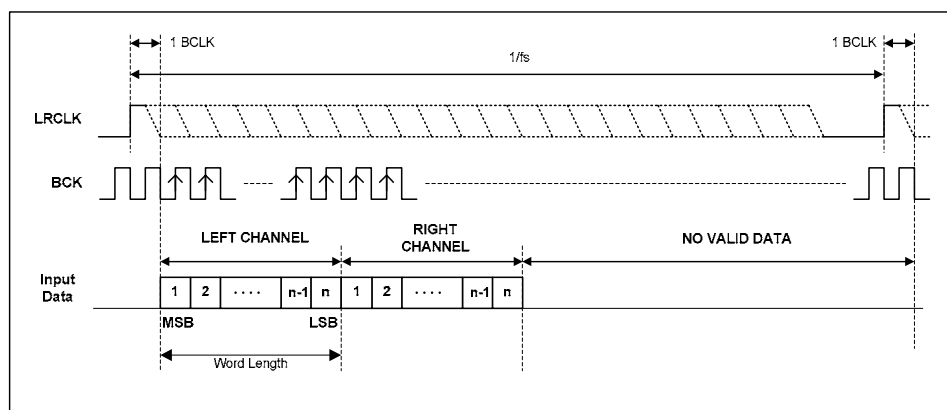 1 BCLK
1 BCLK
1/fs
LRCLK
BCK
LEFT CHANNEL
RIGHT
CHANNEL
NO VALID DATA
Input
Data
1 2 ···· n-1 n 1 2 ···· n-1 n
MSB
LSB
Word Length